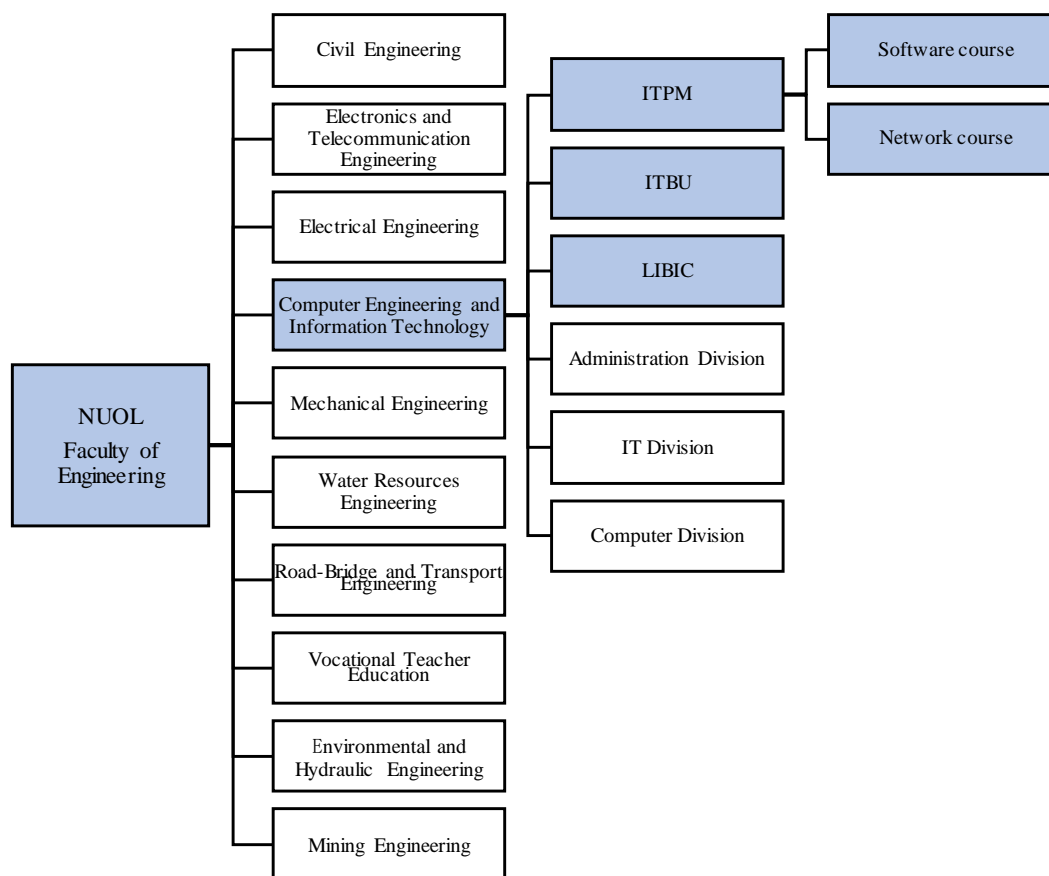 NUOL
Faculty of
Engineering
Civil Engineering
Electronics and
Telecommunication
Engineering
Electrical Engineering
Computer Engineering and
Information Technology
Mechanical Engineering
Water Resources
Engineering
Road-Bridge and Transport
Engineering
Vocational Teacher
Education
Environmental and
Hydraulic Engineering
Mining Engineering
ITPM
ITBU
LIBIC
Administration Division
IT Division
Computer Division
Software course
Network course